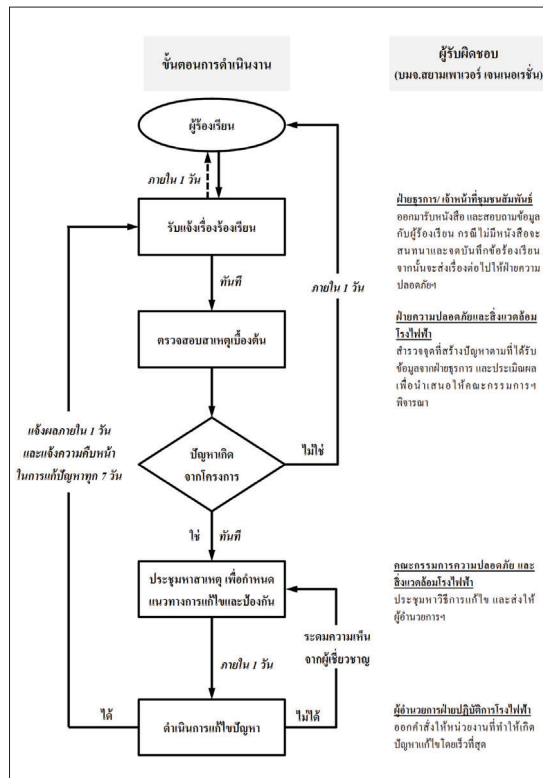 ขั้นตอนการดำเนินงาน
ผู้รับผิดชอบ
(บมจ.สยามเพาเวอร์ เจนเนอเรชั่น)
ผู้ร้องเรียน
ภายใน 1 วัน
รับแจ้งเรื่องร้องเรียน
ฝ่ายธุรการ/ เจ้าหน้าที่ชุมชนสัมพันธ์
ออกมารับหนังสือ และสอบถามข้อมูล
กับผู้ร้องเรียน กรณีไม่มีหนังสือจะ
สนทนาและจดบันทึกข้อร้องเรียน
จากนั้นจะส่งเรื่องต่อไปให้ฝ่ายความ
ปลอดภัยฯ
ทันที
ภายใน 1 วัน
ตรวจสอบสาเหตุเบื้องต้น
ฝ่ายความปลอดภัยและสิ่งแวดล้อม
โรงไฟฟ้า
สำรวจจุดที่สร้างปัญหาตามที่ได้รับ
ข้อมูลจากฝ่ายธุรการ และประเมินผล
เพื่อนำเสนอให้คณะกรรมการฯ
พิจารณา
แจ้งผลภายใน 1 วัน
และแจ้งความคืบหน้า
ในการแก้ปัญหาทุก 7 วัน
ปัญหาเกิด
จากโครงการ
ไม่ใช่
ใช่
ทันที
ประชุมหาสาเหตุ เพื่อกำหนด
แนวทางการแก้ไขและป้องกัน
คณะกรรมการความปลอดภัย และ
สิ่งแวดล้อมโรงไฟฟ้า
ประชุมหาวิธีการแก้ไข และส่งให้
ผู้อำนวยการฯ
ระดมความเห็น
จากผู้เชี่ยวชาญ
ภายใน 1 วัน
ได้
ดำเนินการแก้ไขปัญหา
ไม่ได้
ผู้อำนวยการฝ่ายปฏิบัติการโรงไฟฟ้า
ออกคำสั่งให้หน่วยงานที่ทำให้เกิด
ปัญหาแก้ไขโดยเร็วที่สุด